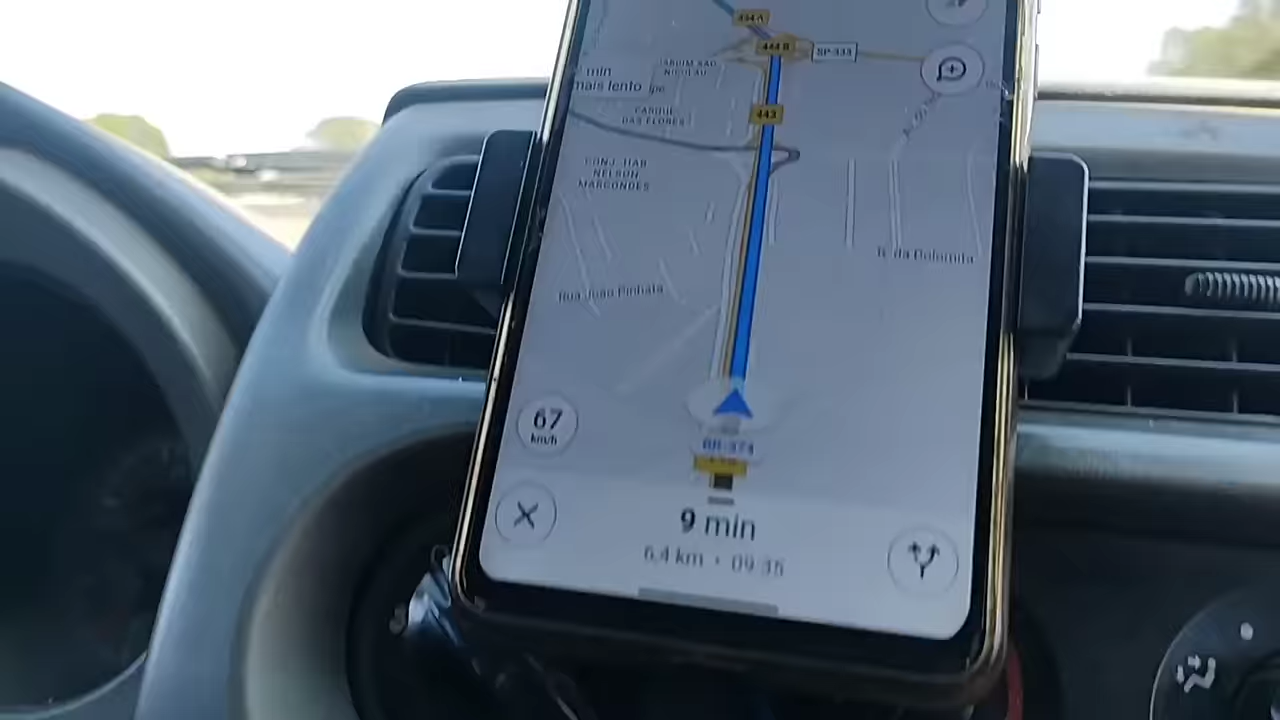 434 A
444 B
SP-333
JARDIM SÃO
NICOLAU
min
mais lento
443
PARQUE
DAS FLORES
CONJ. HAB
NELSON
MARCONDES
R. da Dolomita
Rua João Pinhata
67
km/h
9 min
6,4 km · 09:35